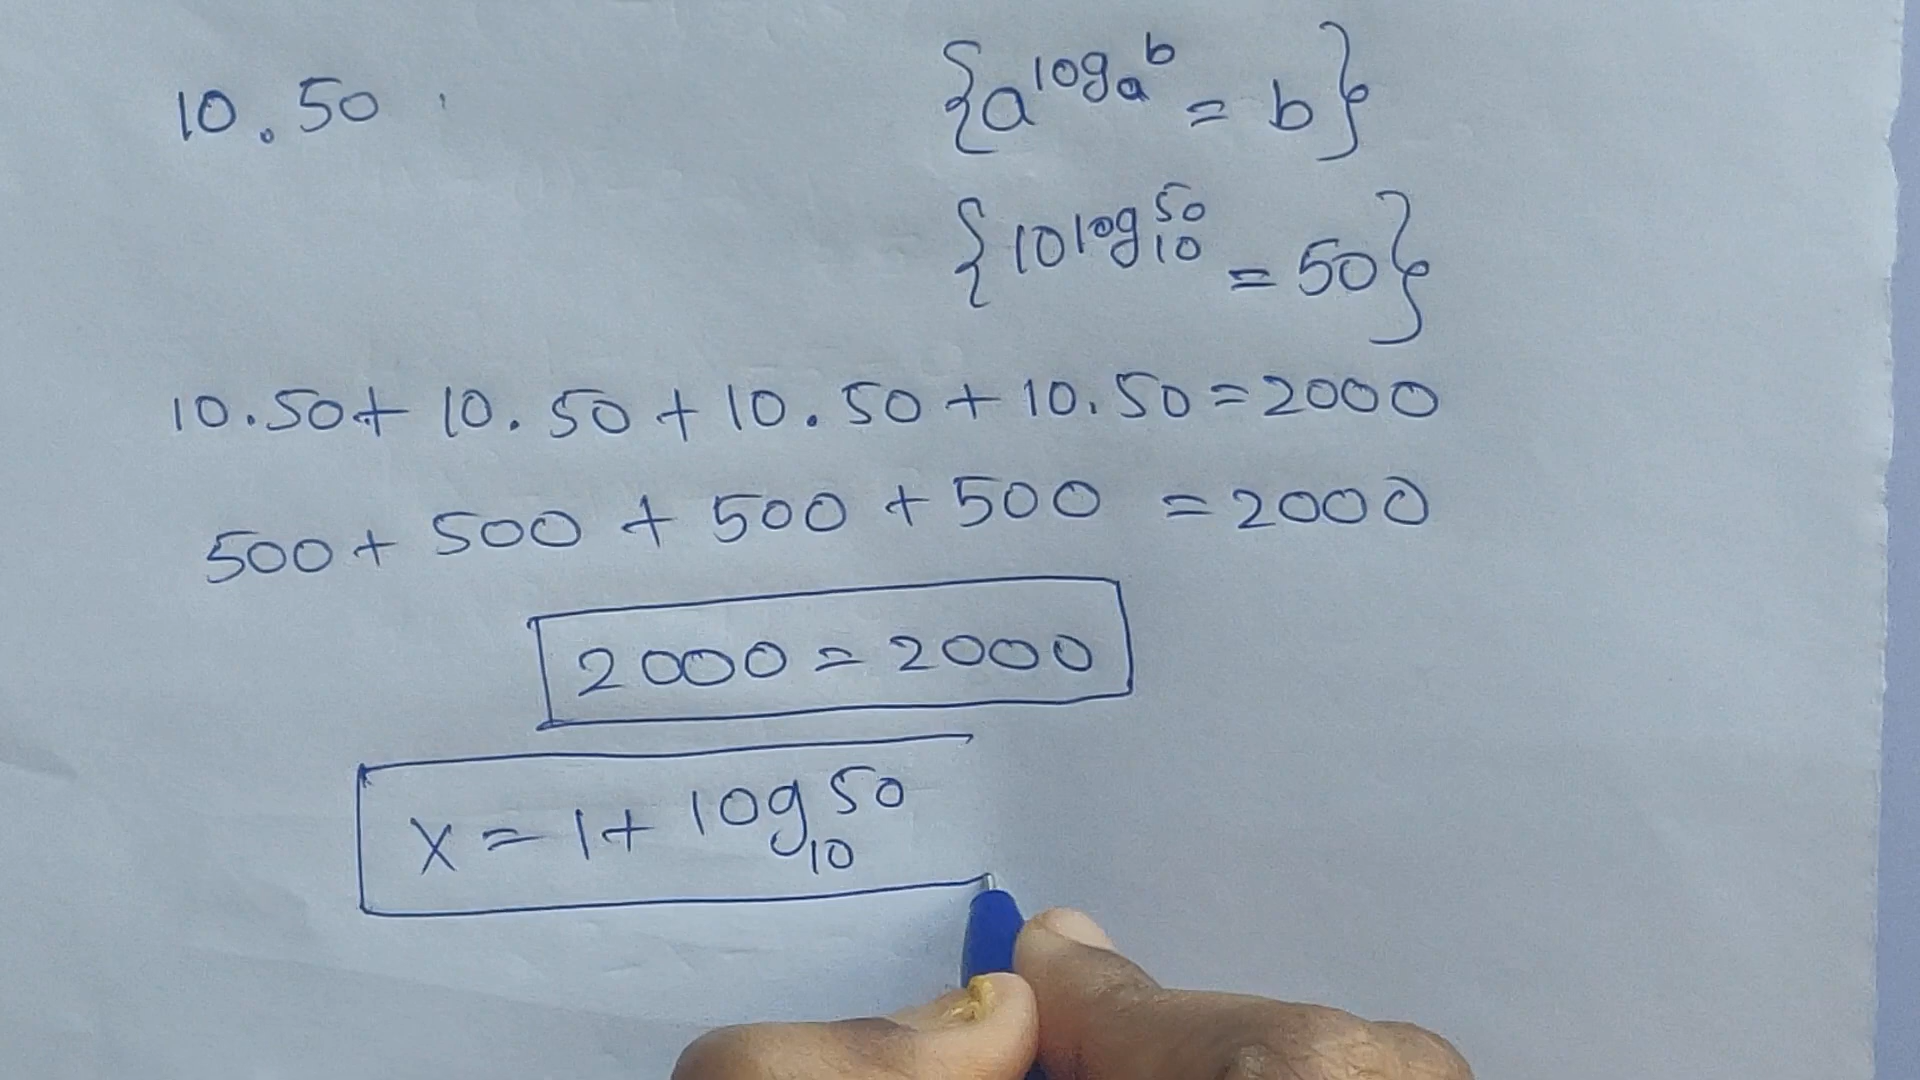 10.50
{a^log_a b = b}
{10^log_10 50 = 50}
10.50+ 10.50 + 10.50 + 10.50 = 2000
500+ 500 + 500 + 500 = 2000
2000 = 2000
x = 1 + log_10 50